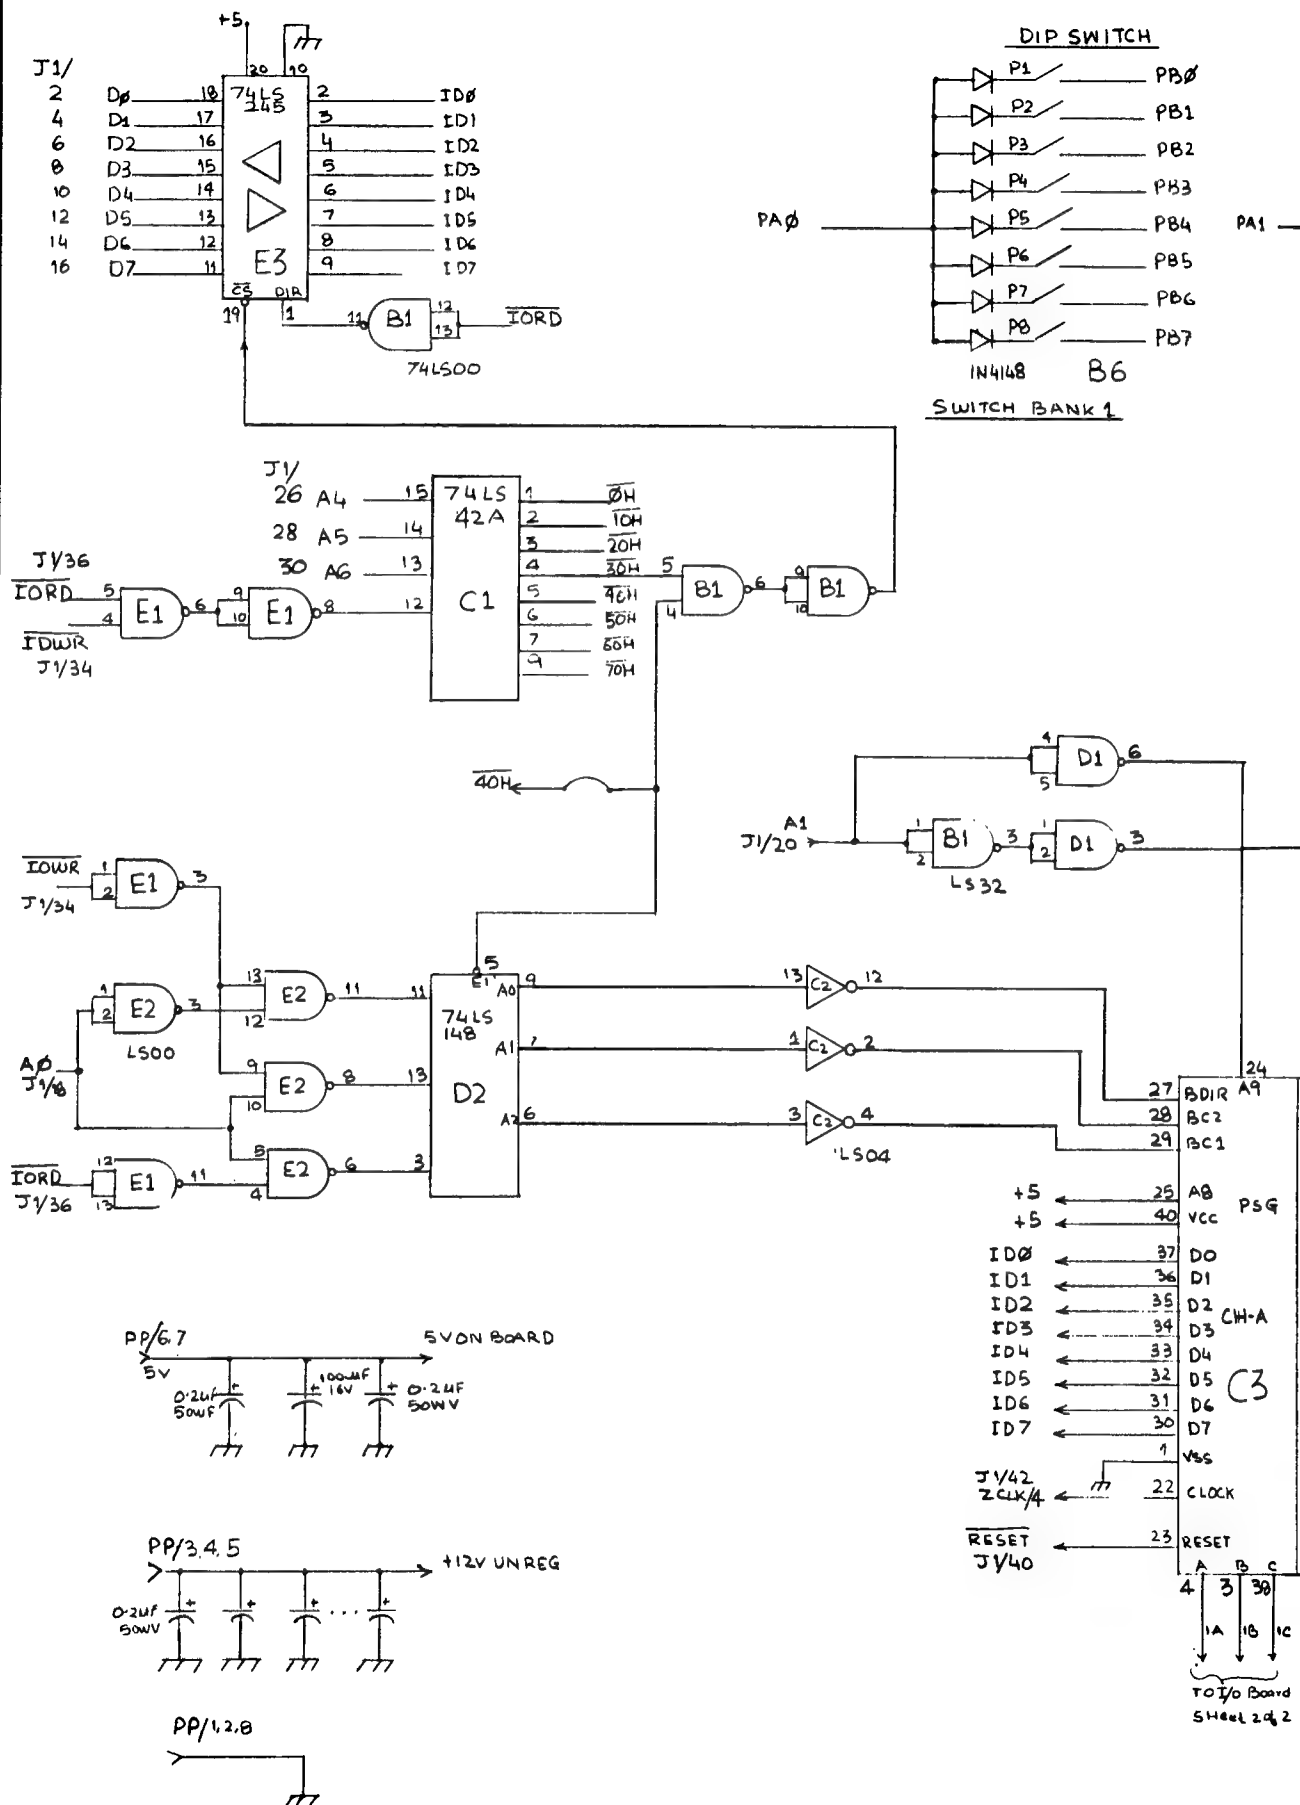 +5
J1/
20 10
74LS
245
2 DØ 18 2 IDØ
4 D1 17 3 ID1
6 D2 16 4 ID2
8 D3 15 5 ID3
10 D4 14 6 ID4
12 D5 13 7 ID5
14 D6 12 8 ID6
16 D7 11 9 ID7
E3
CS DIR
19 1 11 B1 12 13 IORD
74LS00
DIP SWITCH
P1 PBØ
P2 PB1
P3 PB2
P4 PB3
PAØ P5 PB4 PA1
P6 PB5
P7 PB6
P8 PB7
IN4148 B6
SWITCH BANK 1
J1/
26 A4 15 74LS 1 ØH
42A 2 10H
28 A5 14 3 20H
30 A6 13 4 30H 5
J1/36
IORD 5 4 E1 6 9 10 E1 8 12 C1 5 40H
4 B1 6 9 10 B1
IDWR
J1/34
6 50H
7 60H
9 70H
40H
4 5 D1 6
A1
J1/20 1 2 B1 3 1 2 D1 3
LS32
IOWR 1 2 E1 3
J1/34
1 2 E2 3 13 12 E2 11 11
LS00
AØ
J1/18
9 10 E2 8 13
5 4 E2 6 3
IORD 12 13 E1 11
J1/36
5
E1 A0 9 13 C2 12
74LS
148 A1 7 1 C2 2
D2
A2 6 3 C2 4
LS04
24
27 BDIR A9
28 BC2
29 BC1
+5 25 A8 PSG
+5 40 VCC
IDØ 37 D0
ID1 36 D1
ID2 35 D2
CH-A
ID3 34 D3
ID4 33 D4
ID5 32 D5 C3
ID6 31 D6
ID7 30 D7
1 VSS
J1/42
ZCLK/4 22 CLOCK
RESET 23 RESET
J1/40
A B C
4 3 38
1A 1B 1C
TO I/O Board
SHeet 2 of 2
PP/6,7 5V ON BOARD
5V
0.2UF + 50WF
100UF + 16V
+ 0.2UF 50WV
PP/3,4,5 +12V UNREG
0.2UF + 50WV + + ... +
PP/1,2,8